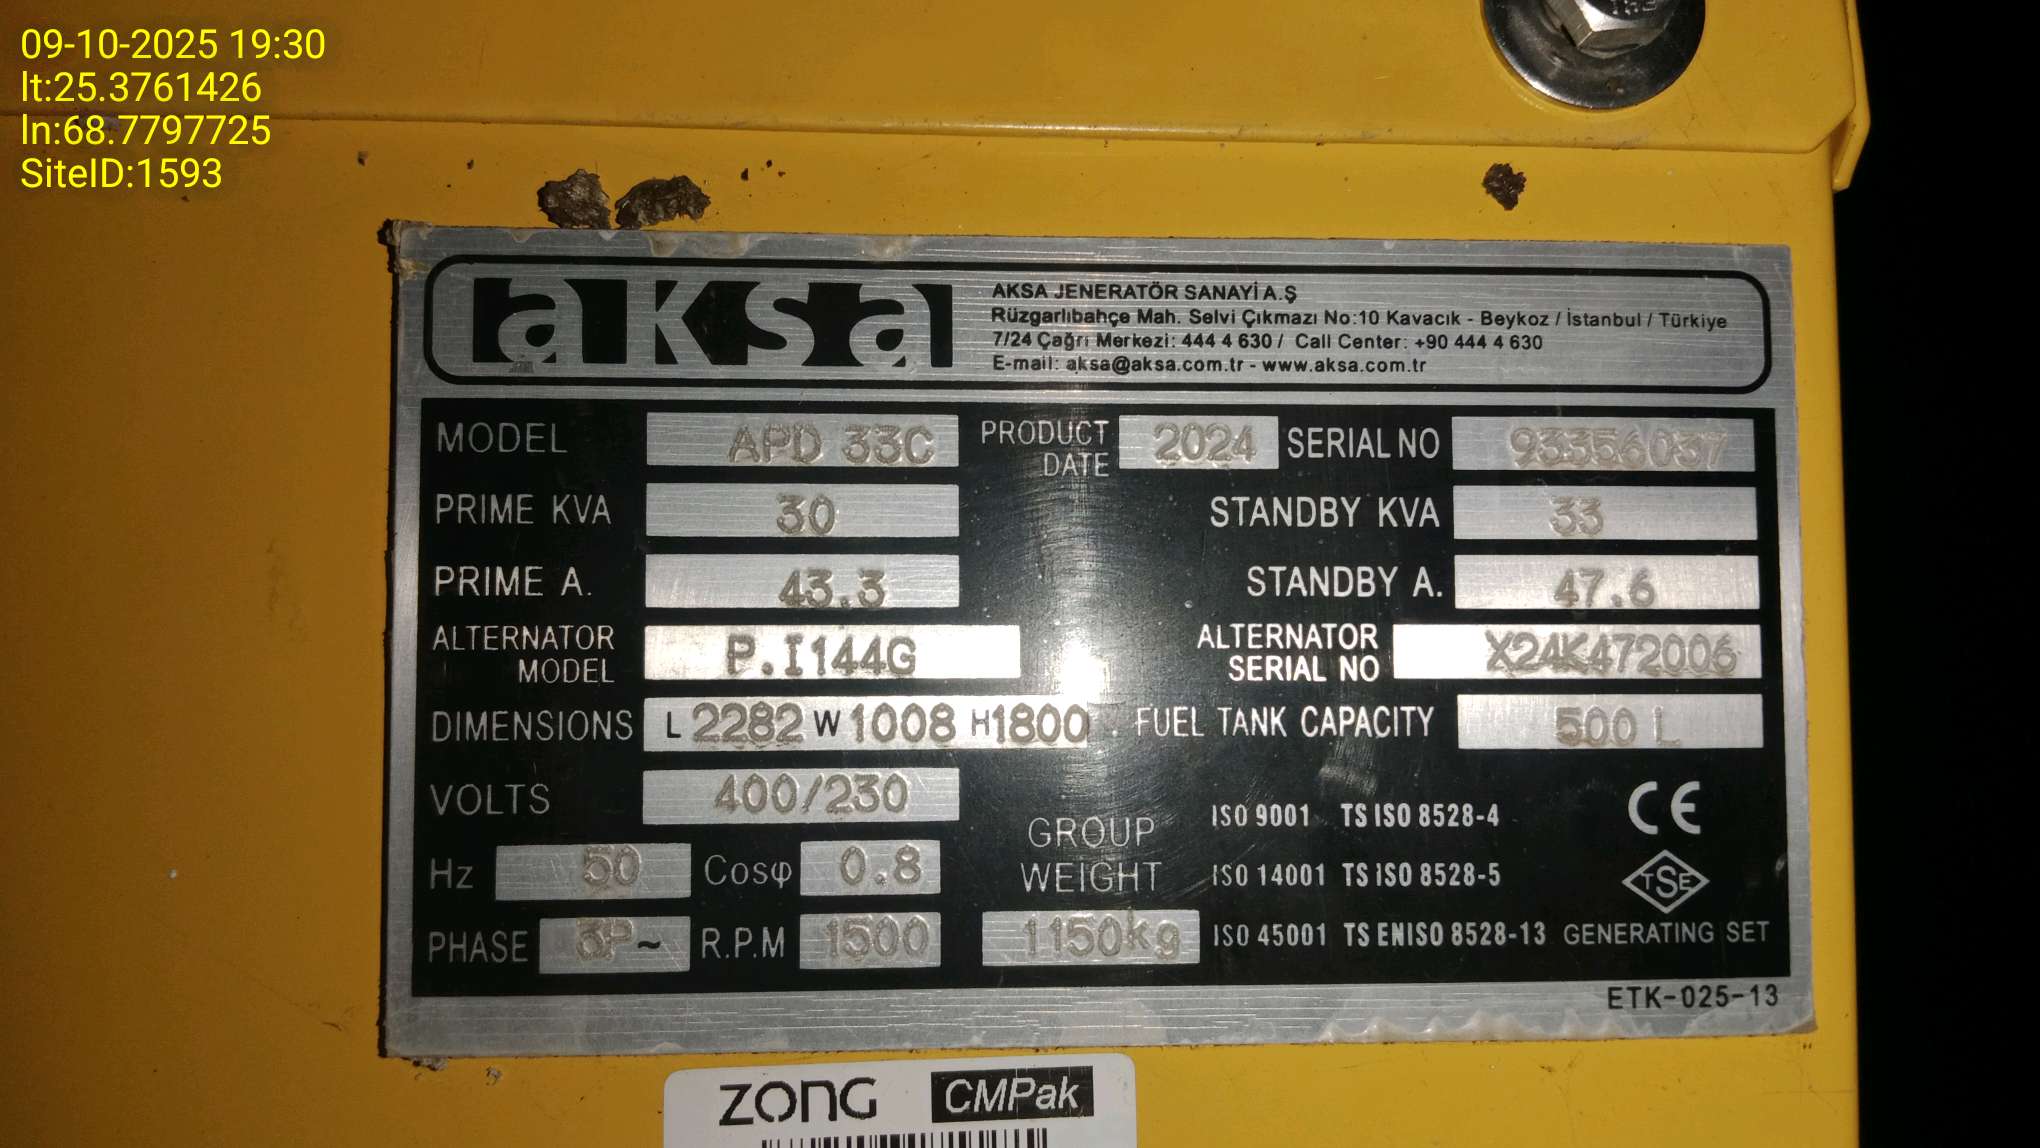 09-10-2025 19:30
lt:25.3761426
ln:68.7797725
SiteID:1593
aksa
AKSA JENERATÖR SANAYİ A.Ş
Rüzgarlıbahçe Mah. Selvi Çıkmazı No:10 Kavacık - Beykoz / İstanbul / Türkiye
7/24 Çağrı Merkezi: 444 4 630 / Call Center: +90 444 4 630
E-mail: aksa@aksa.com.tr - www.aksa.com.tr
MODEL APD 33C PRODUCT DATE 2024 SERIAL NO 93356037
PRIME KVA 30 STANDBY KVA 33
PRIME A. 43.3 STANDBY A. 47.6
ALTERNATOR MODEL P.I144G ALTERNATOR SERIAL NO X24K472006
DIMENSIONS L 2282 W 1008 H 1800 FUEL TANK CAPACITY 500 L
VOLTS 400/230
Hz 50 Cosφ 0.8
PHASE 3P~ R.P.M 1500
GROUP WEIGHT
1150kg
ISO 9001 TS ISO 8528-4
ISO 14001 TS İSO 8528-5
ISO 45001 TS EN ISO 8528-13
CE
TSE
GENERATING SET
ETK-025-13
zong CMPak